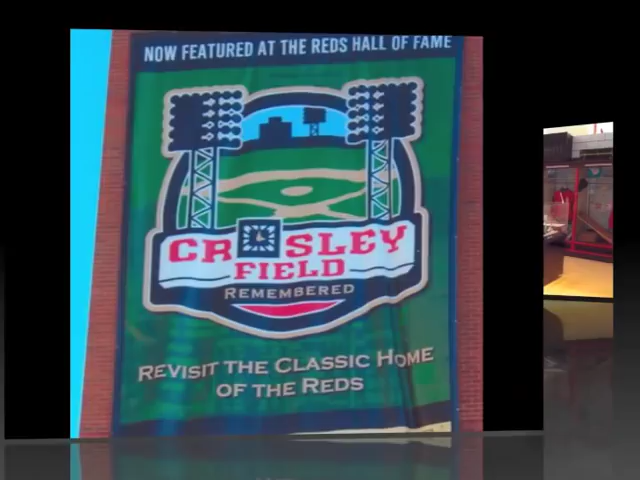 NOW FEATURED AT THE REDS HALL OF FAME
CROSLEY
FIELD
REMEMBERED
REVISIT THE CLASSIC HOME
OF THE REDS